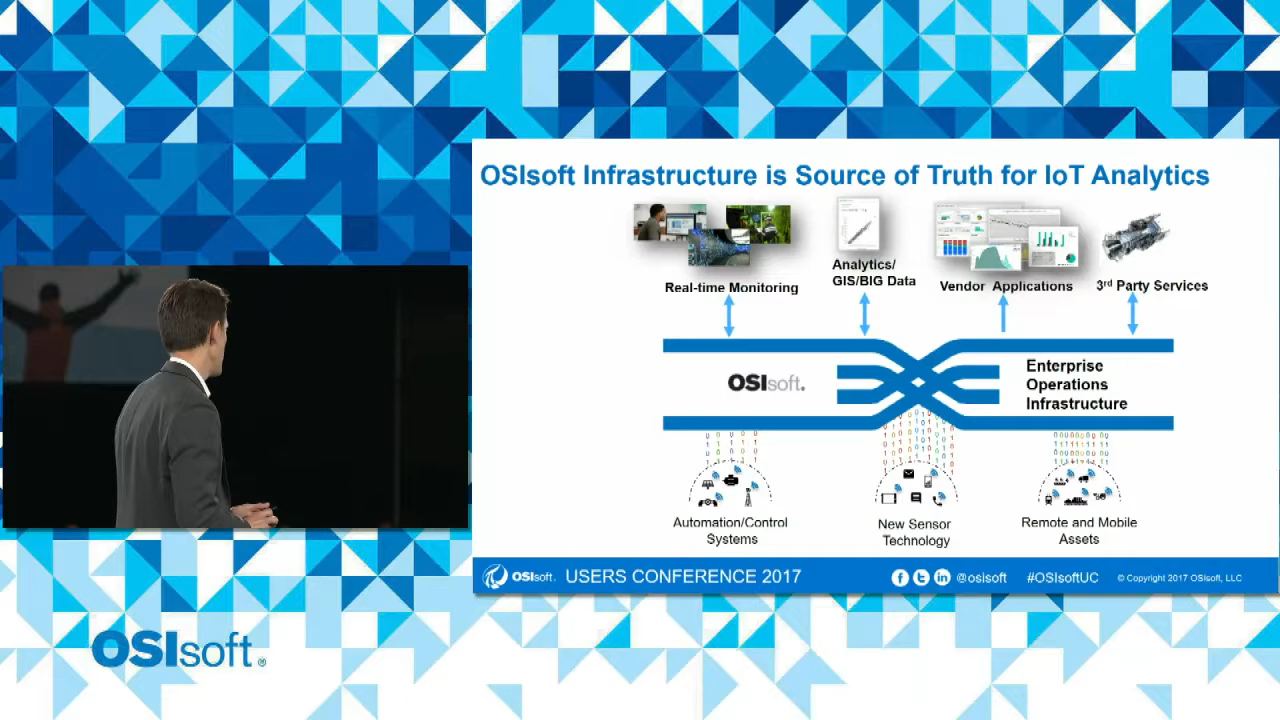 OSIsoft Infrastructure is Source of Truth for IoT Analytics
Real-time Monitoring
Analytics/
GIS/BIG Data
Vendor Applications
3rd Party Services
OSIsoft.
Enterprise
Operations
Infrastructure
Automation/Control
Systems
New Sensor
Technology
Remote and Mobile
Assets
OSIsoft. USERS CONFERENCE 2017
@osisoft #OSIsoftUC © Copyright 2017 OSIsoft, LLC
OSIsoft®